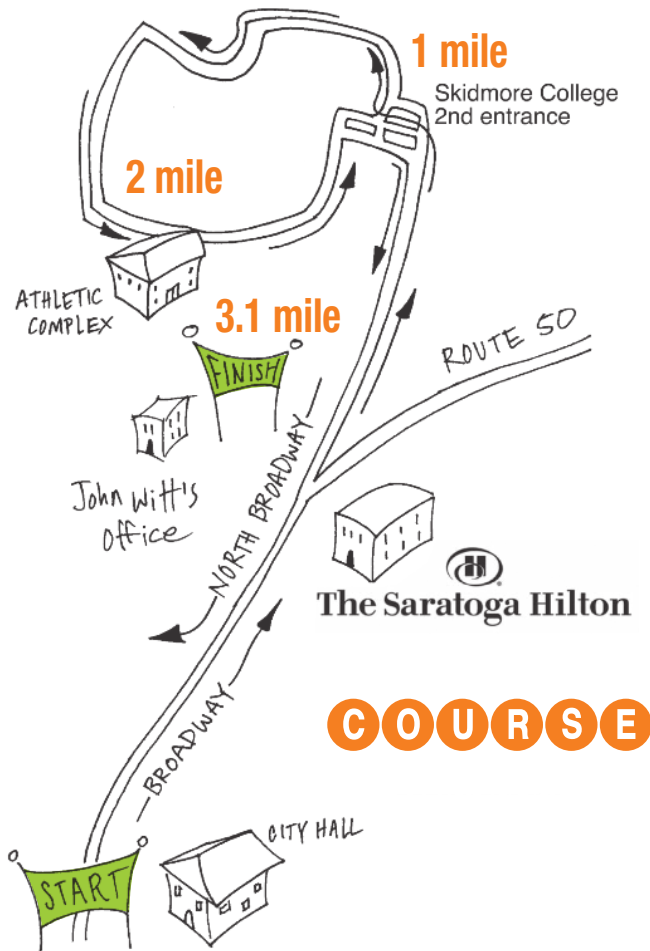 1 mile
Skidmore College
2nd entrance
2 mile
ATHLETIC
COMPLEX
3.1 mile
FINISH
ROUTE 50
John Witt's
office
NORTH BROADWAY
H
The Saratoga Hilton
BROADWAY
COURSE
CITY HALL
START